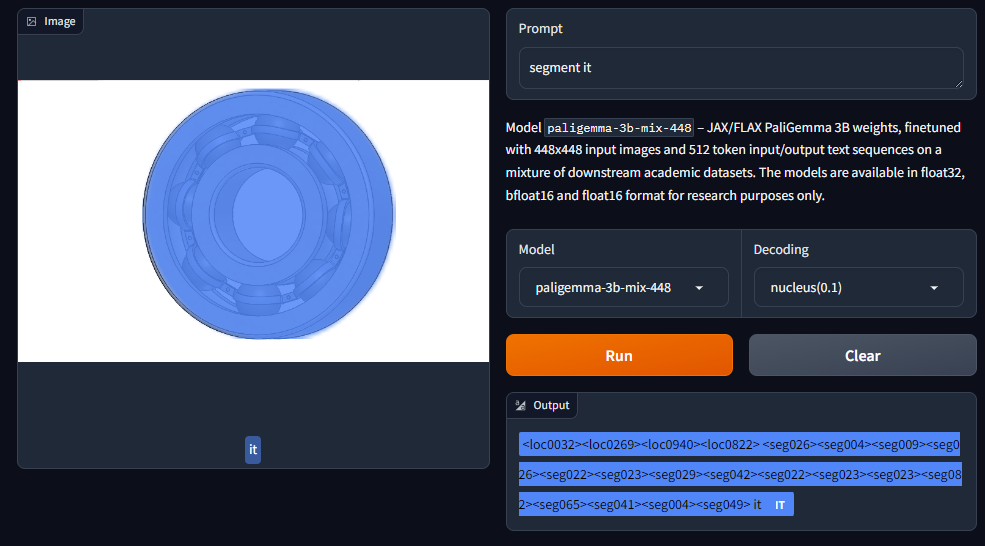 Image
it
Prompt
segment it
Model paligemma-3b-mix-448 – JAX/FLAX PaliGemma 3B weights, finetuned
with 448x448 input images and 512 token input/output text sequences on a
mixture of downstream academic datasets. The models are available in float32,
bfloat16 and float16 format for research purposes only.
Model
Decoding
paligemma-3b-mix-448
nucleus(0.1)
Run
Clear
Output
<loc0032><loc0269><loc0940><loc0822> <seg026><seg004><seg009><seg0
26><seg022><seg023><seg029><seg042><seg022><seg023><seg023><seg08
2><seg065><seg041><seg004><seg049> it IT